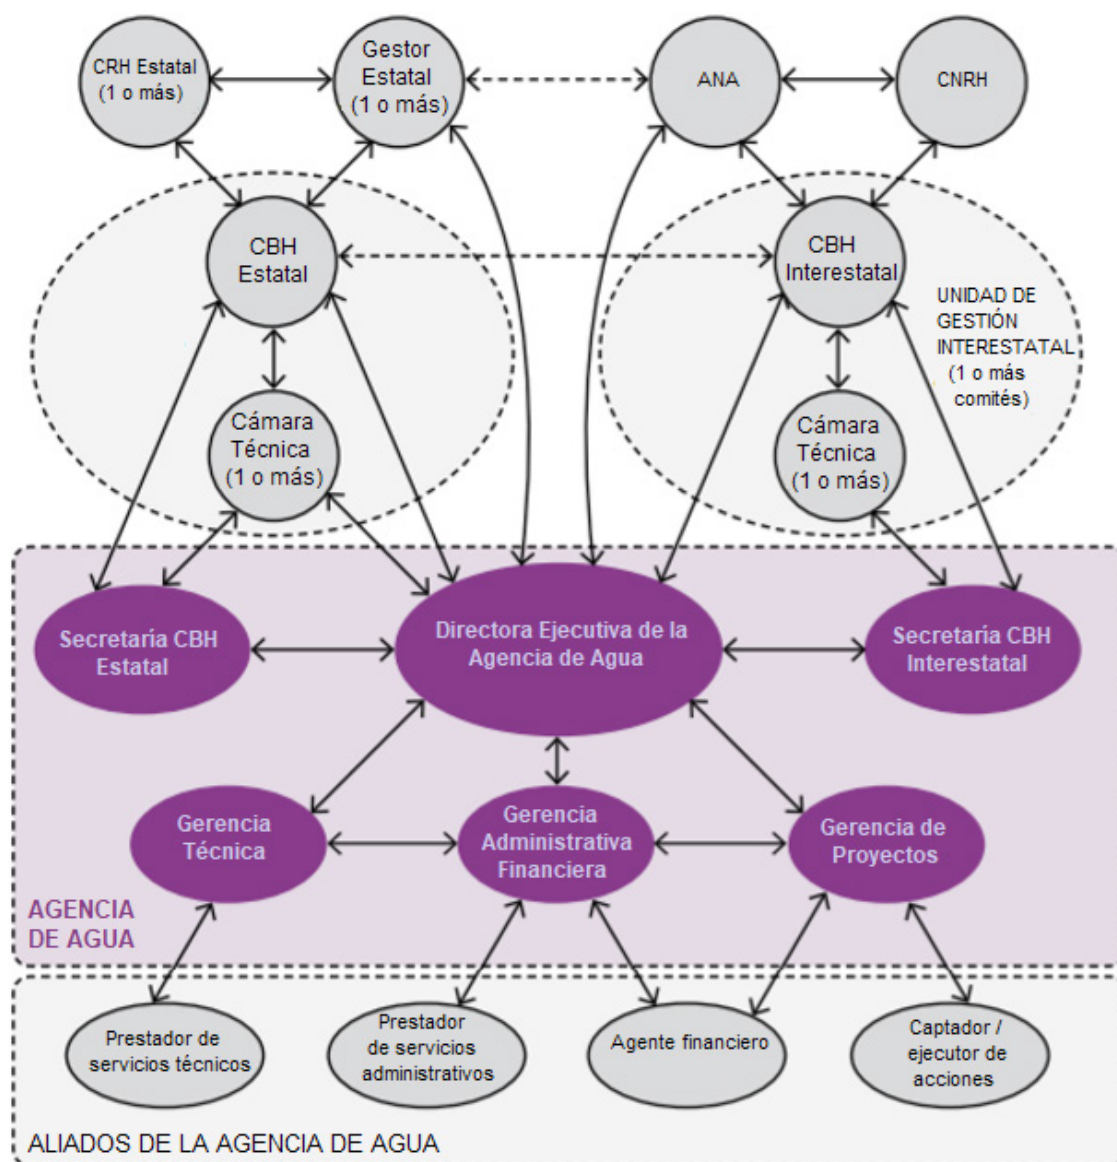 CRH Estatal
(1 o más)
Gestor
Estatal
(1 o más)
ANA
CNRH
CBH
Estatal
CBH
Interestatal
UNIDAD DE
GESTIÓN
INTERESTATAL
(1 o más
comités)
Cámara
Técnica
(1 o más)
Cámara
Técnica
(1 o más)
Secretaría CBH
Estatal
Directora Ejecutiva de la
Agencia de Agua
Secretaría CBH
Interestatal
Gerencia
Técnica
Gerencia
Administrativa
Financiera
Gerencia de
Proyectos
AGENCIA
DE AGUA
Prestador de
servicios técnicos
Prestador
de servicios
administrativos
Agente financiero
Captador /
ejecutor de
acciones
ALIADOS DE LA AGENCIA DE AGUA